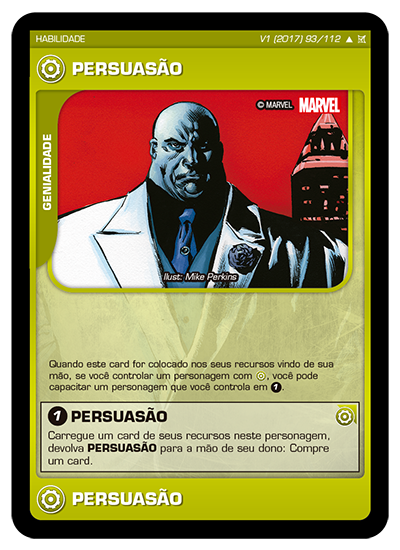 HABILIDADE
V1 (2017) 93/112
PERSUASÃO
GENIALIDADE
© MARVEL MARVEL
Illust: Mike Perkins
Quando este card for colocado nos seus recursos vindo de sua
mão, se você controlar um personagem com , você pode
capacitar um personagem que você controla em 1.
1 PERSUASÃO
Carregue um card de seus recursos neste personagem,
devolva PERSUASÃO para a mão de seu dono: Compre
um card.
PERSUASÃO